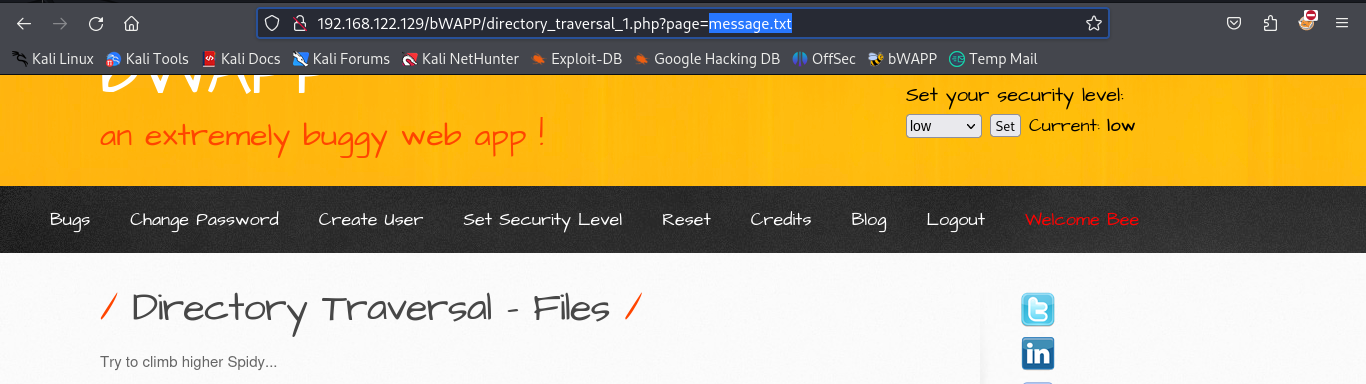 192.168.122.129/bWAPP/directory_traversal_1.php?page=message.txt
Kali Linux Kali Tools Kali Docs Kali Forums Kali NetHunter Exploit-DB Google Hacking DB OffSec bWAPP Temp Mail
bWAPP
an extremely buggy web app !
Set your security level:
low Set Current: low
Bugs Change Password Create User Set Security Level Reset Credits Blog Logout Welcome Bee
/ Directory Traversal - Files /
Try to climb higher Spidy...